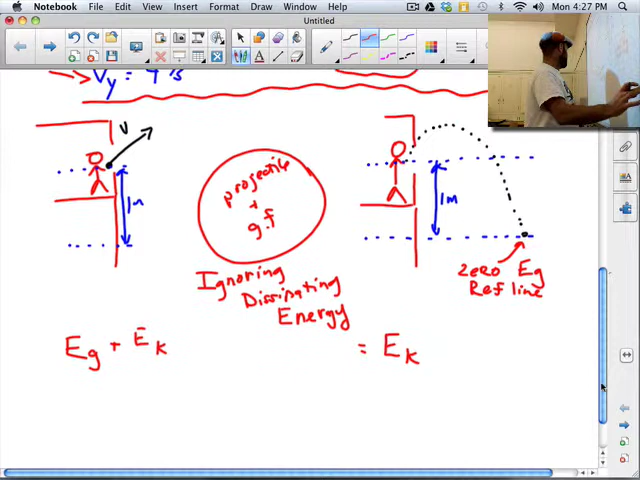 Notebook File Edit View Insert Format Draw Window Help Mon 4:27 PM
Untitled
Vy =
V
1m
projectile
+
g.f
1m
Ignoring
Dissipating
Energy
Zero Eg
Ref line
Eg + Ek = Ek